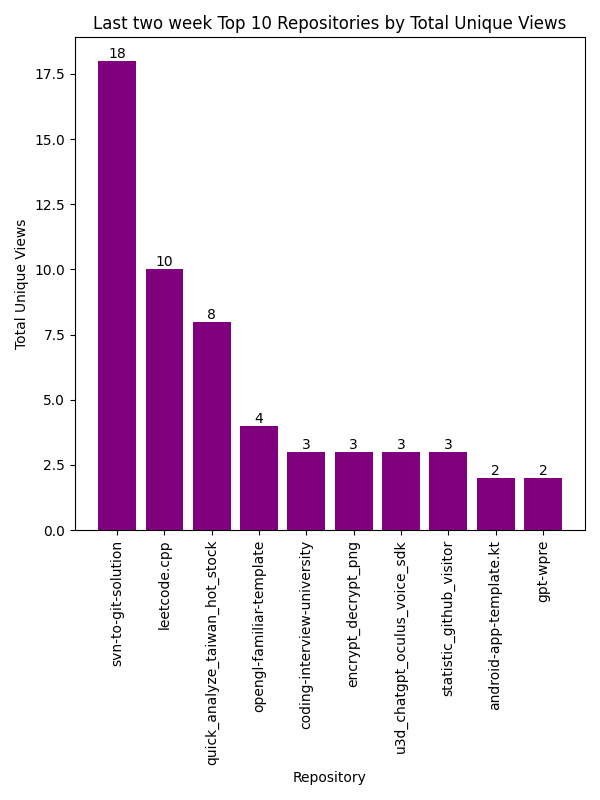 Last two week Top 10 Repositories by Total Unique Views
18
10
8
4
3
3
3
3
2
2
17.5
15.0
12.5
10.0
7.5
5.0
2.5
0.0
Total Unique Views
svn-to-git-solution
leetcode.cpp
quick_analyze_taiwan_hot_stock
opengl-familiar-template
coding-interview-university
encrypt_decrypt_png
u3d_chatgpt_oculus_voice_sdk
statistic_github_visitor
android-app-template.kt
gpt-wpre
Repository